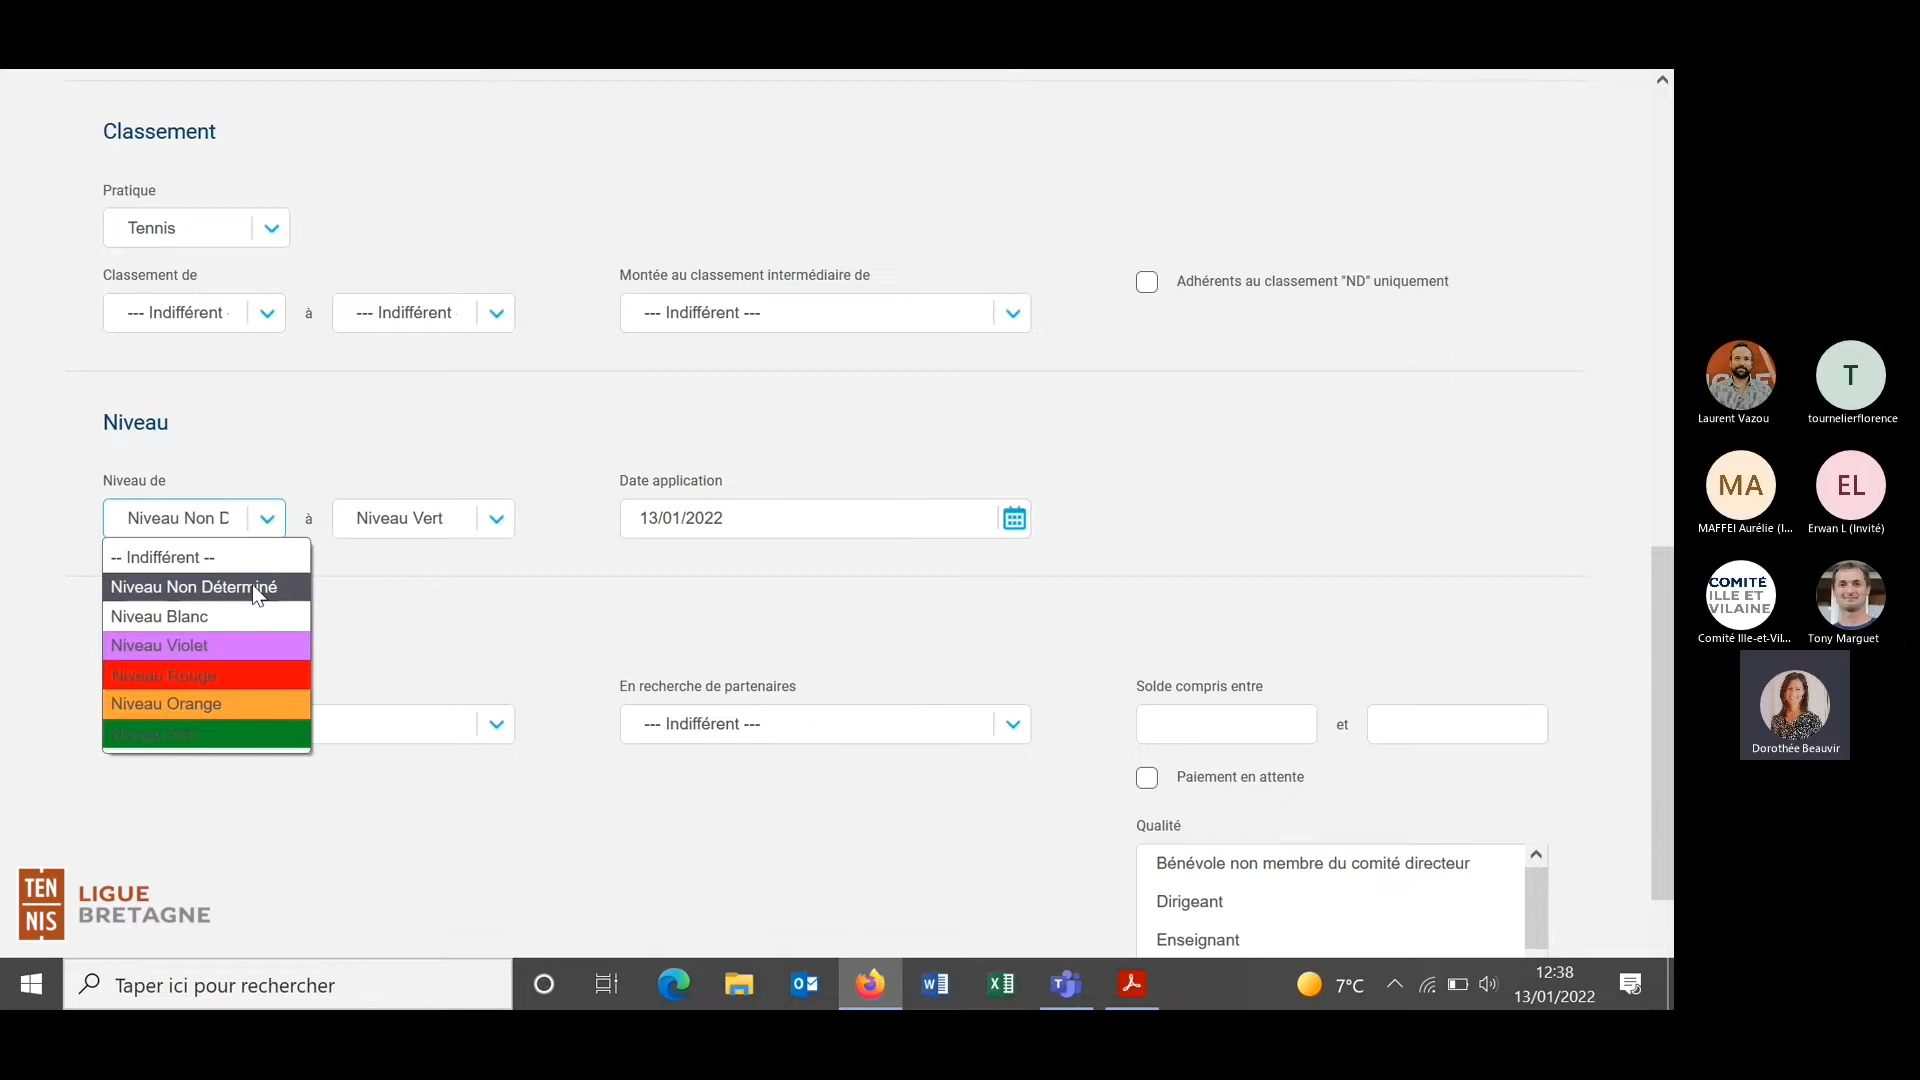 Classement
Pratique
Tennis
Classement de
--- Indifférent -
à
--- Indifférent
Montée au classement intermédiaire de
--- Indifférent ---
Adhérents au classement "ND" uniquement
Niveau
Niveau de
Niveau Non D
à
Niveau Vert
Date application
13/01/2022
-- Indifférent --
Niveau Non Déterminé
Niveau Blanc
Niveau Violet
Niveau Rouge
Niveau Orange
Niveau Vert
En recherche de partenaires
--- Indifférent ---
Solde compris entre
et
Paiement en attente
Qualité
Bénévole non membre du comité directeur
Dirigeant
Enseignant
TEN
NIS
LIGUE
BRETAGNE
Taper ici pour rechercher
7°C
12:38
13/01/2022
Laurent Vazou
T
tournelierflorence
MA
MAFFEI Aurélie (I...
EL
Erwan L (Invité)
COMITÉ
ILLE ET
VILAINE
Comité Ille-et-Vil...
Tony Marguet
Dorothée Beauvir